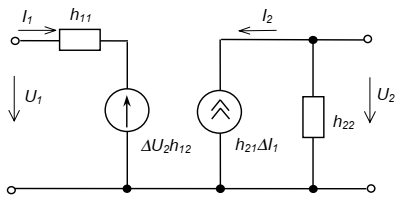 I₁
h₁₁
I₂
U₁
U₂
ΔU₂h₁₂
h₂₁ΔI₁
h₂₂